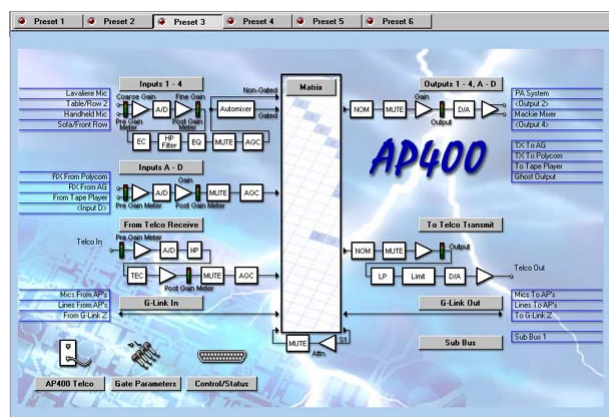 Preset 1
Preset 2
Preset 3
Preset 4
Preset 5
Preset 6
Inputs 1 - 4
Lavaliere Mic
Table/Row 2
Handheld Mic
Sofa/Front Row
Coarse Gain
Fine Gain
A/D
Pre Gain Meter
Post Gain Meter
Automixer
Non-Gated
Gated
EC
HP Filter
EQ
MUTE
AGC
Matrix
Outputs 1 - 4, A - D
NOM
MUTE
Gain
Output
D/A
PA System
<Output 2>
Mackie Mixer
<Output 4>
AP400
TX To AG
TX To Polycom
To Tape Player
Ghost Output
Inputs A - D
RX From Polycom
RX From AG
From Tape Player
<Input D>
Gain
A/D
MUTE
AGC
Pre Gain Meter
Post Gain Meter
From Telco Receive
Telco In
Pre Gain Meter
A/D
HP
TEC
MUTE
AGC
Post Gain Meter
To Telco Transmit
NOM
MUTE
Output
LP
Limit
D/A
Telco Out
G-Link In
Mics From AP's
Lines From AP's
From G-Link Z
G-Link Out
Mics To AP's
Lines To AP's
To G-Link Z
MUTE
Attn.
S1
Sub Bus
Sub Bus 1
AP400 Telco
Gate Parameters
Control/Status